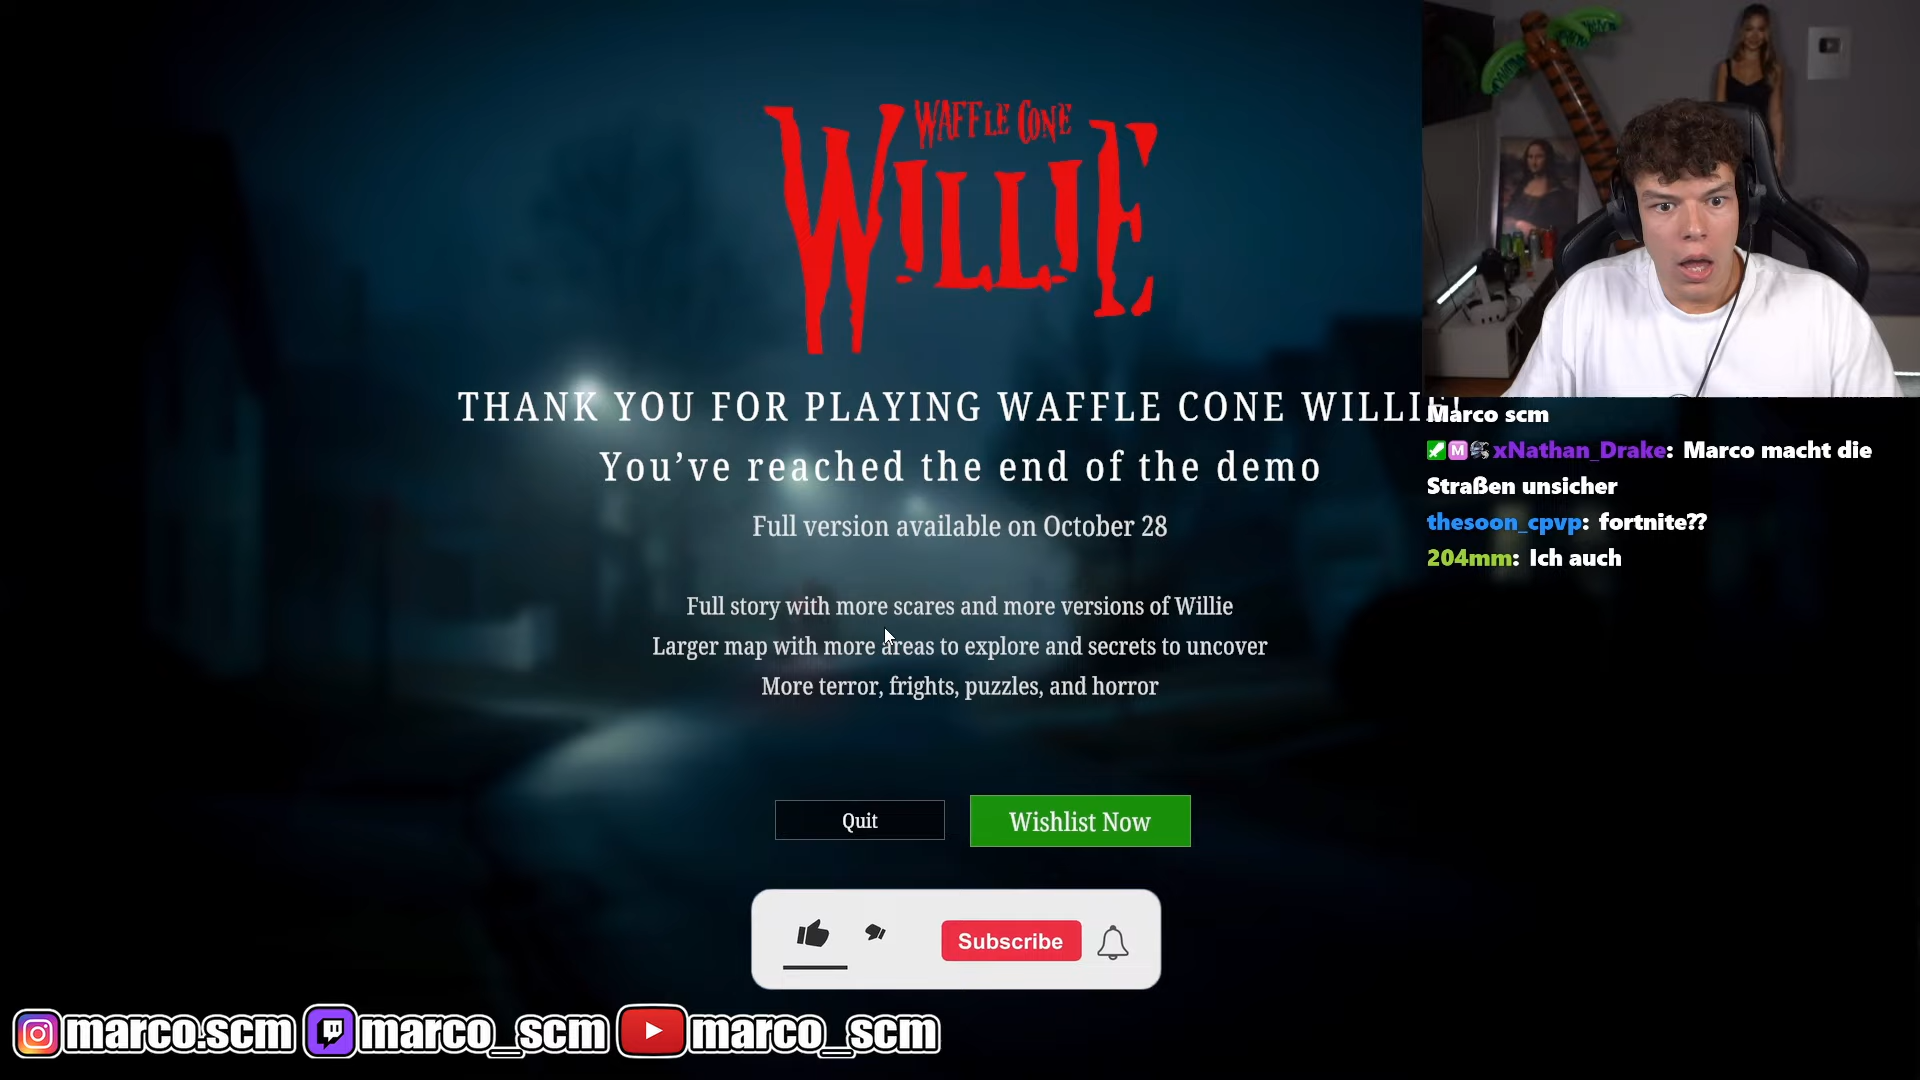 WAFFLE CONE
WILLIE
THANK YOU FOR PLAYING WAFFLE CONE WILLIE!
You've reached the end of the demo
Full version available on October 28
Full story with more scares and more versions of Willie
Larger map with more areas to explore and secrets to uncover
More terror, frights, puzzles, and horror
Quit
Wishlist Now
Subscribe
Marco scm
xNathan_Drake: Marco macht die
Straßen unsicher
thesoon_cpvp: fortnite??
204mm: Ich auch
marco.scm marco_scm marco_scm